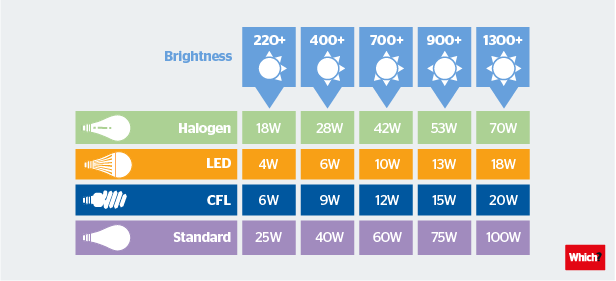 220+ 400+ 700+ 900+ 1300+
Brightness
Halogen 18W 28W 42W 53W 70W
LED 4W 6W 10W 13W 18W
CFL 6W 9W 12W 15W 20W
Standard 25W 40W 60W 75W 100W
Which?